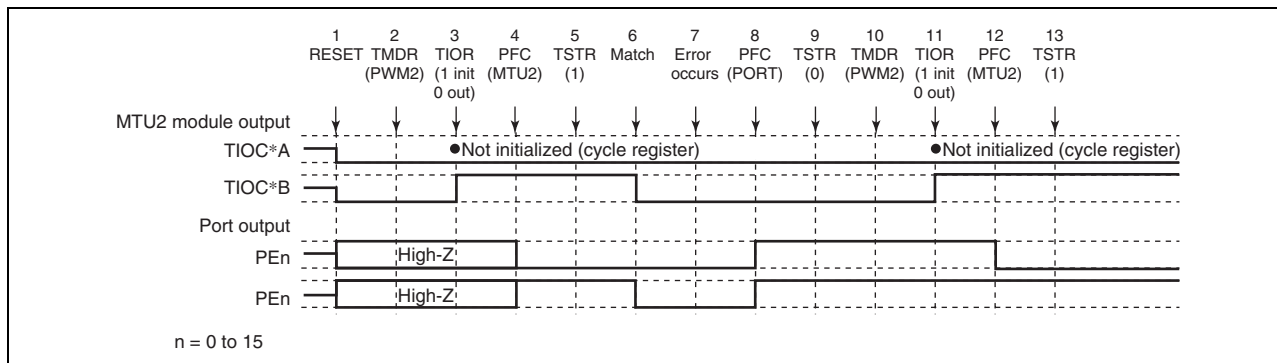 1 2 3 4 5 6 7 8 9 10 11 12 13
RESET TMDR TIOR PFC TSTR Match Error PFC TSTR TMDR TIOR PFC TSTR
(PWM2) (1 init (MTU2) (1) occurs (PORT) (0) (PWM2) (1 init (MTU2) (1)
0 out) 0 out)
MTU2 module output
TIOC*A ●Not initialized (cycle register) ●Not initialized (cycle register)
TIOC*B
Port output
PEn High-Z
PEn High-Z
n = 0 to 15